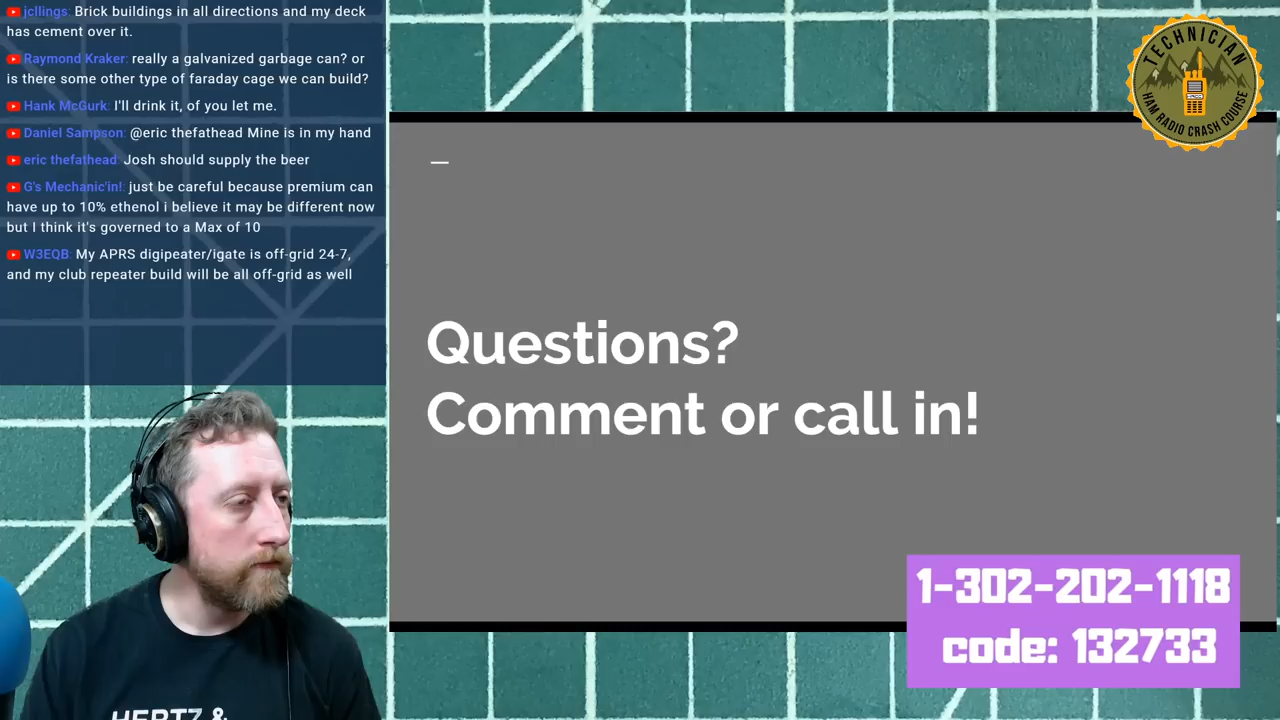 jcllings: Brick buildings in all directions and my deck
has cement over it.
Raymond Kraker: really a galvanized garbage can? or
is there some other type of faraday cage we can build?
Hank McGurk: I'll drink it, of you let me.
Daniel Sampson: @eric thefathead Mine is in my hand
eric thefathead: Josh should supply the beer
G's Mechanic'in!: just be careful because premium can
have up to 10% ethenol i believe it may be different now
but I think it's governed to a Max of 10
W3EQB: My APRS digipeater/igate is off-grid 24-7,
and my club repeater build will be all off-grid as well
TECHNICIAN
HAM RADIO CRASH COURSE
Questions?
Comment or call in!
1-302-202-1118
code: 132733
HERTZ &